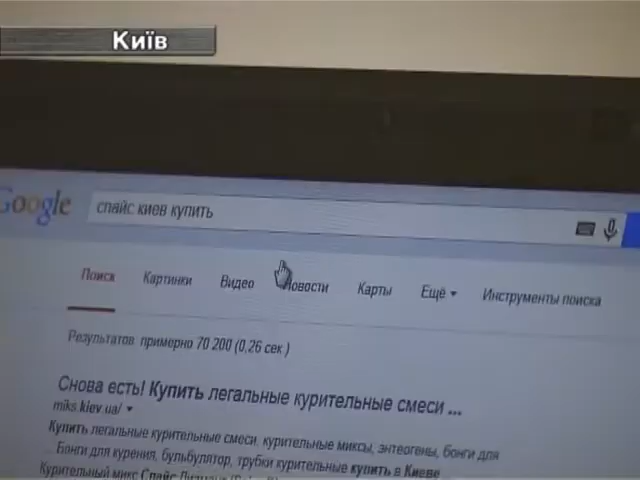 Київ
Google
спайс киев купить
Поиск Картинки Видео Новости Карты Ещё Инструменты поиска
Результатов: примерно 70 200 (0,26 сек.)
Снова есть! Купить легальные курительные смеси ...
miks.kiev.ua/
Купить легальные курительные смеси, курительные миксы, энтеогены, бонги для
... Бонги для курения, бульбулятор, трубки курительные купить в Киеве
Курительный микс Спайс